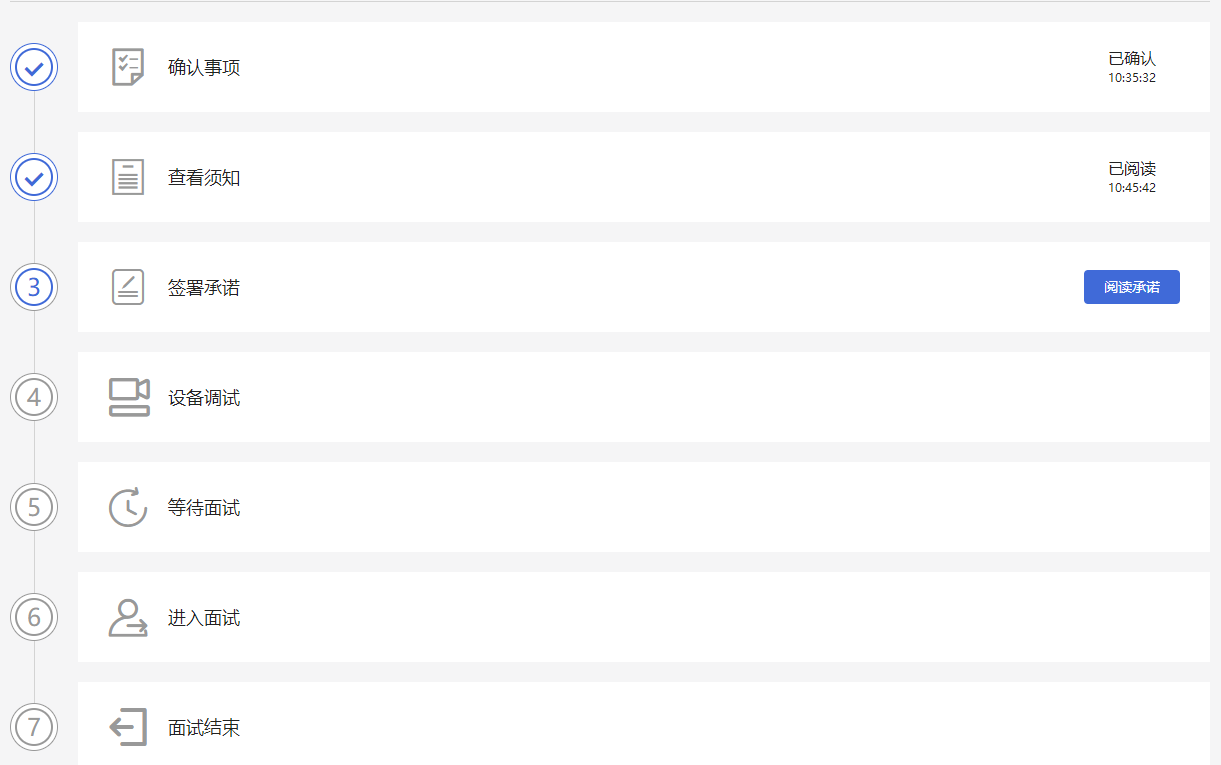 确认事项
已确认
10:35:32
查看须知
已阅读
10:45:42
3
签署承诺
阅读承诺
4
设备调试
5
等待面试
6
进入面试
7
面试结束